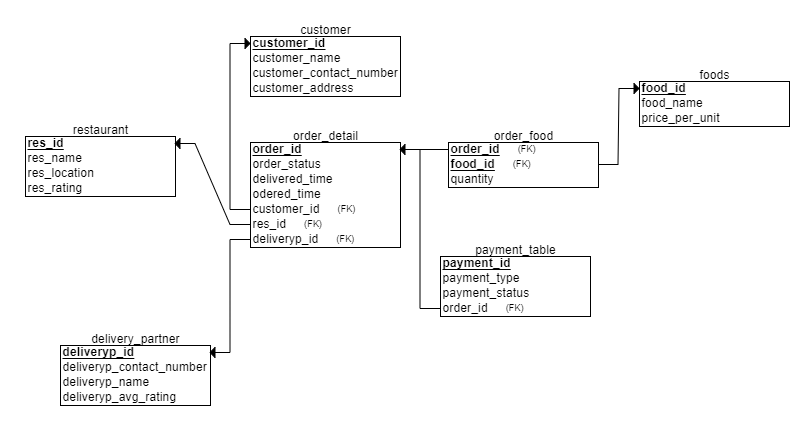 customer
customer_id
customer_name
customer_contact_number
customer_address
foods
food_id
food_name
price_per_unit
restaurant
res_id
res_name
res_location
res_rating
order_detail
order_id
order_status
delivered_time
odered_time
customer_id (FK)
res_id (FK)
deliveryp_id (FK)
order_food
order_id (FK)
food_id (FK)
quantity
payment_table
payment_id
payment_type
payment_status
order_id (FK)
delivery_partner
deliveryp_id
deliveryp_contact_number
deliveryp_name
deliveryp_avg_rating